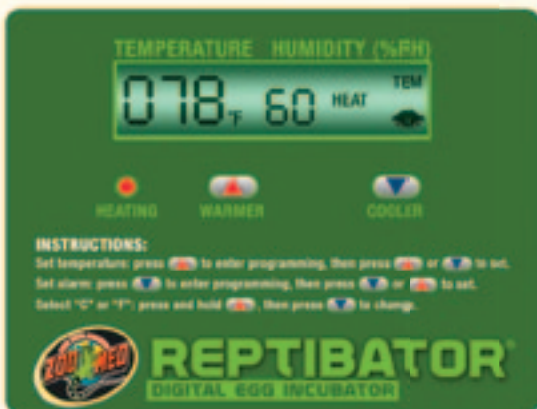 TEMPERATURE HUMIDITY (%RH)
078°F 60 HEAT TEM
HEATING WARMER COOLER
INSTRUCTIONS:
Set temperature: press ▲ to enter programming, then press ▲ or ▼ to set.
Set alarm: press ▼ to enter programming, then press ▼ or ▲ to set.
Select "C" or "F": press and hold ▲, then press ▼ to change.
ZOO MED REPTIBATOR®
DIGITAL EGG INCUBATOR